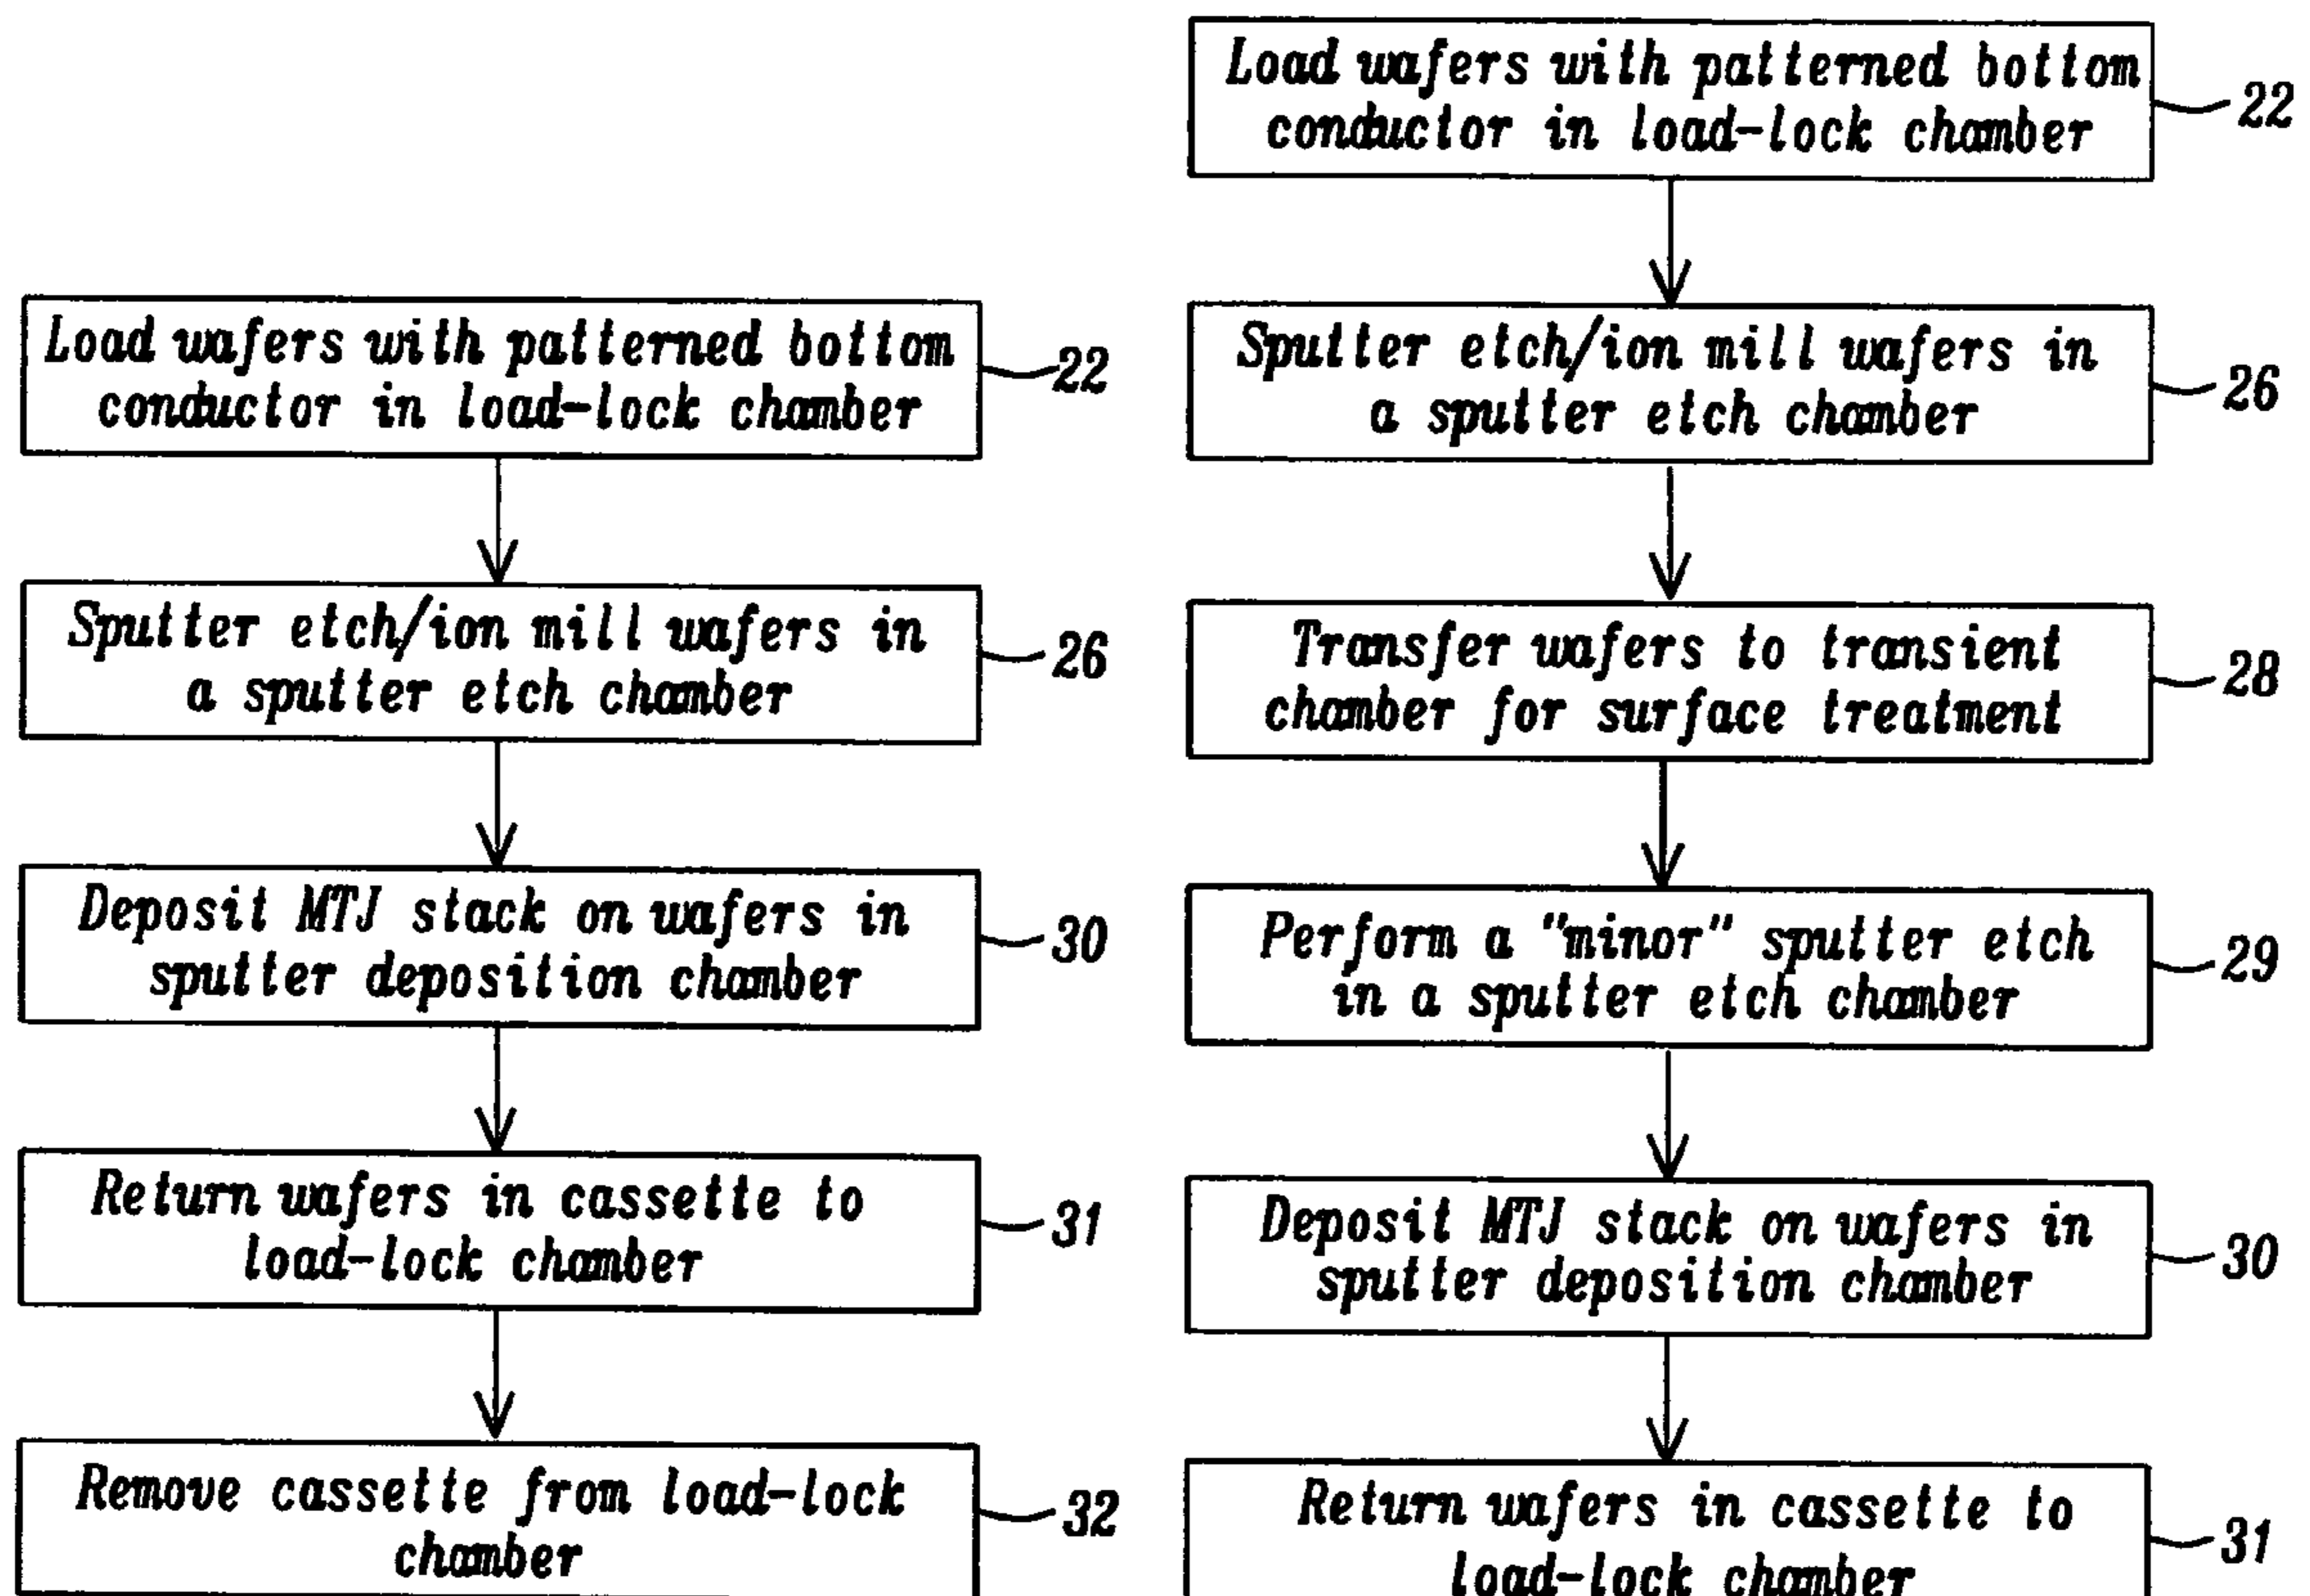 Load wafers with patterned bottom
conductor in load-lock chamber
22
Sputter etch/ion mill wafers in
a sputter etch chamber
26
Deposit MTJ stack on wafers in
sputter deposition chamber
30
Return wafers in cassette to
load-lock chamber
31
Remove cassette from load-lock
chamber
32
Load wafers with patterned bottom
conductor in load-lock chamber
22
Sputter etch/ion mill wafers in
a sputter etch chamber
26
Transfer wafers to transient
chamber for surface treatment
28
Perform a "minor" sputter etch
in a sputter etch chamber
29
Deposit MTJ stack on wafers in
sputter deposition chamber
30
Return wafers in cassette to
load-lock chamber
31